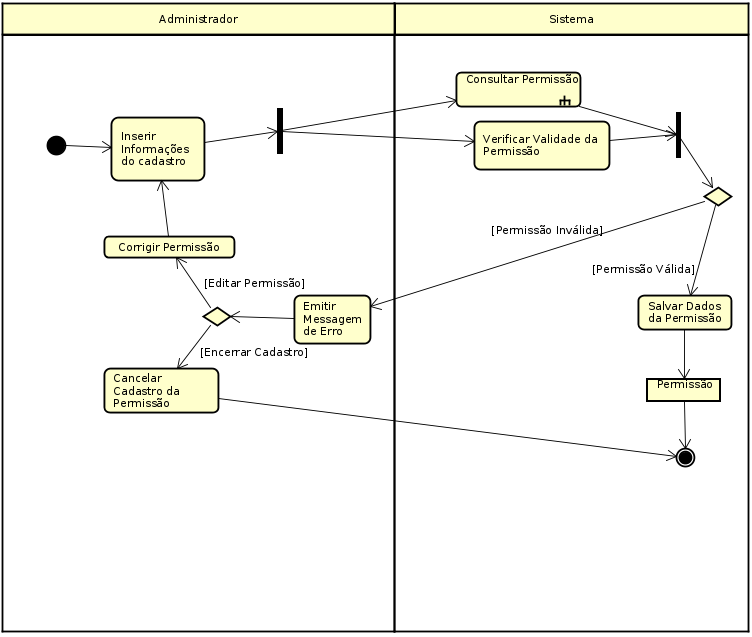 Administrador
Sistema
Consultar Permissão
Inserir
Informações
do cadastro
Verificar Validade da
Permissão
[Permissão Inválida]
Corrigir Permissão
[Permissão Válida]
[Editar Permissão]
Emitir
Messagem
de Erro
Salvar Dados
da Permissão
[Encerrar Cadastro]
Cancelar
Cadastro da
Permissão
Permissão